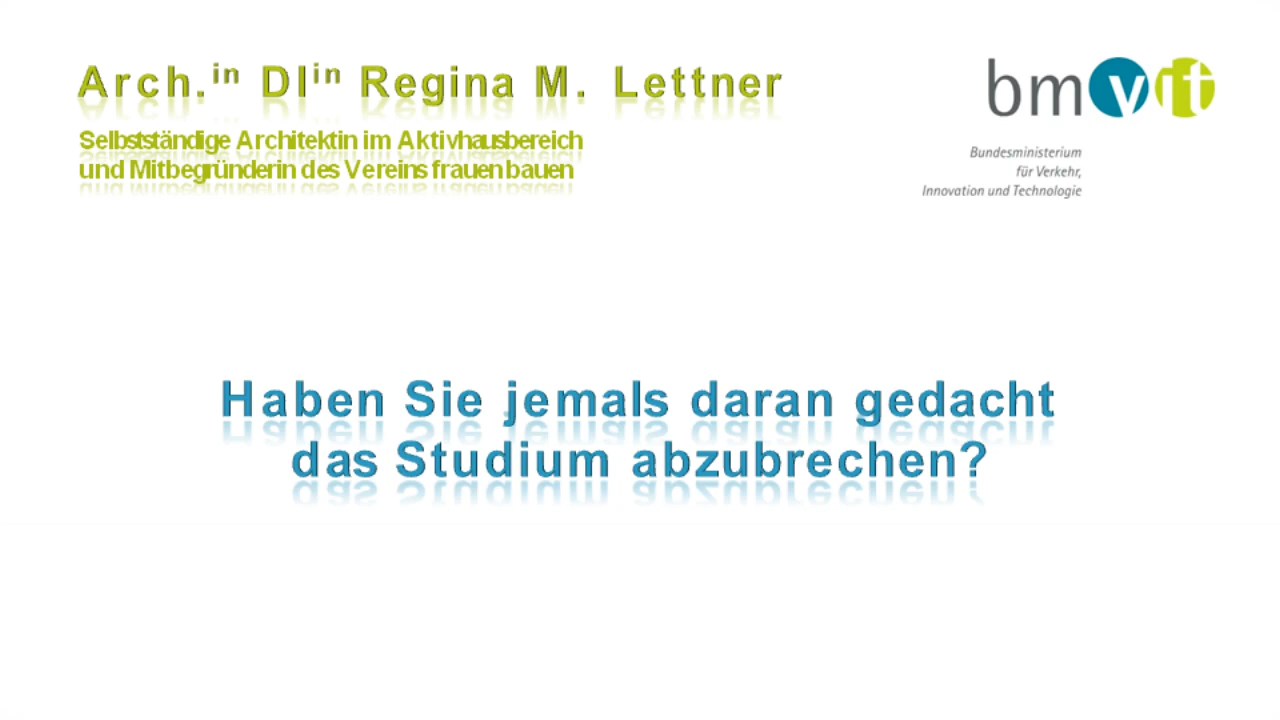 Arch.in DIin Regina M. Lettner
Selbstständige Architektin im Aktivhausbereich
und Mitbegründerin des Vereins frauen bauen
bmvit
Bundesministerium
für Verkehr,
Innovation und Technologie
Haben Sie jemals daran gedacht
das Studium abzubrechen?